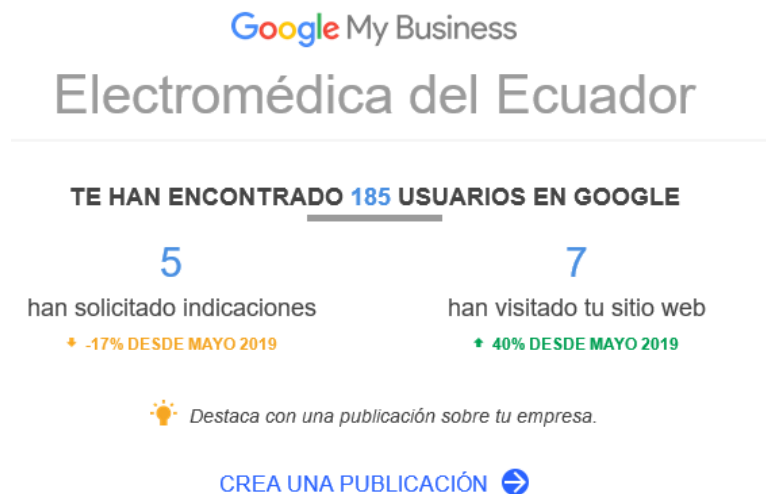 Google My Business
Electromédica del Ecuador
TE HAN ENCONTRADO 185 USUARIOS EN GOOGLE
5
han solicitado indicaciones
-17% DESDE MAYO 2019
7
han visitado tu sitio web
40% DESDE MAYO 2019
Destaca con una publicación sobre tu empresa.
CREA UNA PUBLICACIÓN